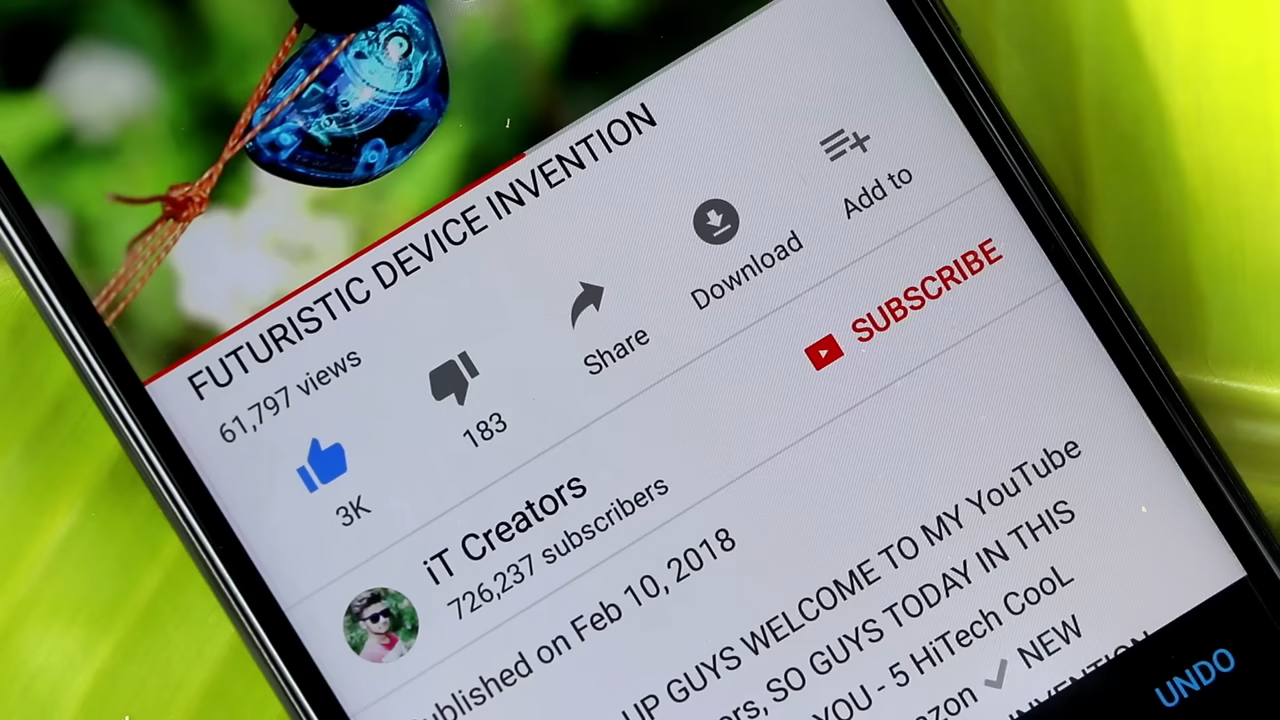 FUTURISTIC DEVICE INVENTION
61,797 views
3K
183
Share
Download
Add to
iT Creators
726,237 subscribers
SUBSCRIBE
on Feb 10, 2018
UP GUYS WELCOME TO MY YouTube
SO GUYS TODAY IN THIS
YOU - 5 HiTech CooL
✔ NEW
INVENTION
UNDO